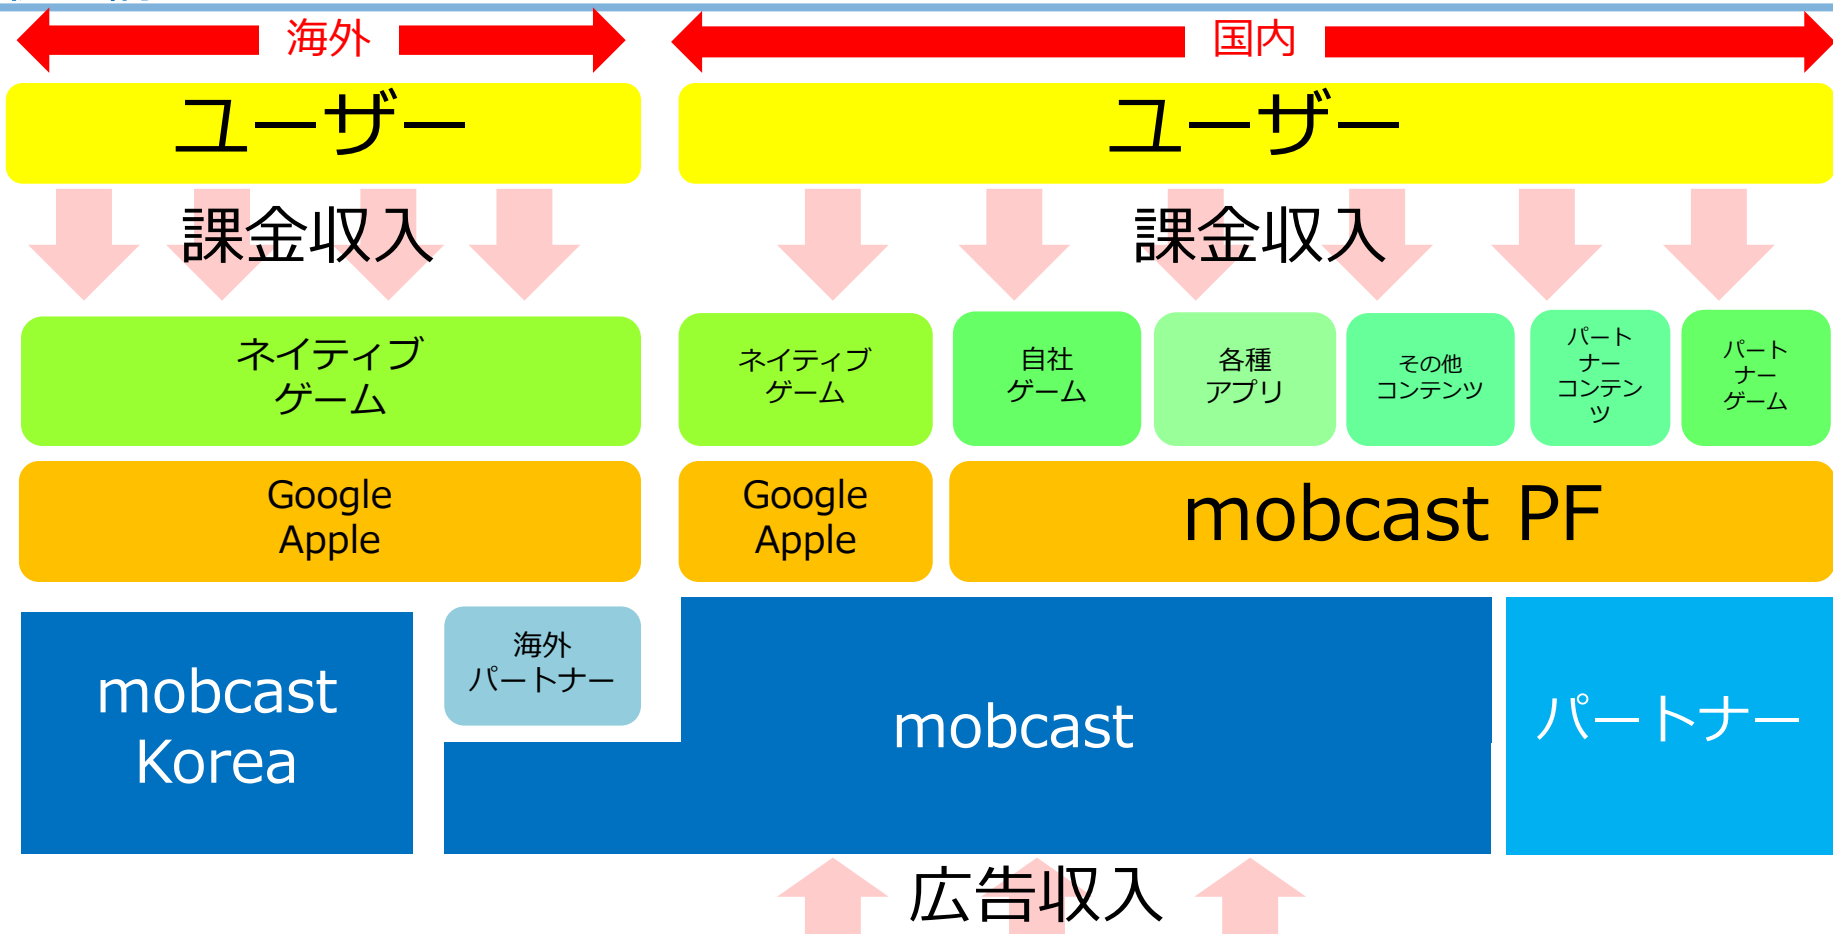 海外
国内
ユーザー
ユーザー
課金収入
課金収入
ネイティブ
ゲーム
ネイティブ
ゲーム
自社
ゲーム
各種
アプリ
その他
コンテンツ
パート
ナー
コンテン
ツ
パート
ナー
ゲーム
Google
Apple
Google
Apple
mobcast PF
mobcast
Korea
海外
パートナー
mobcast
パートナー
広告収入